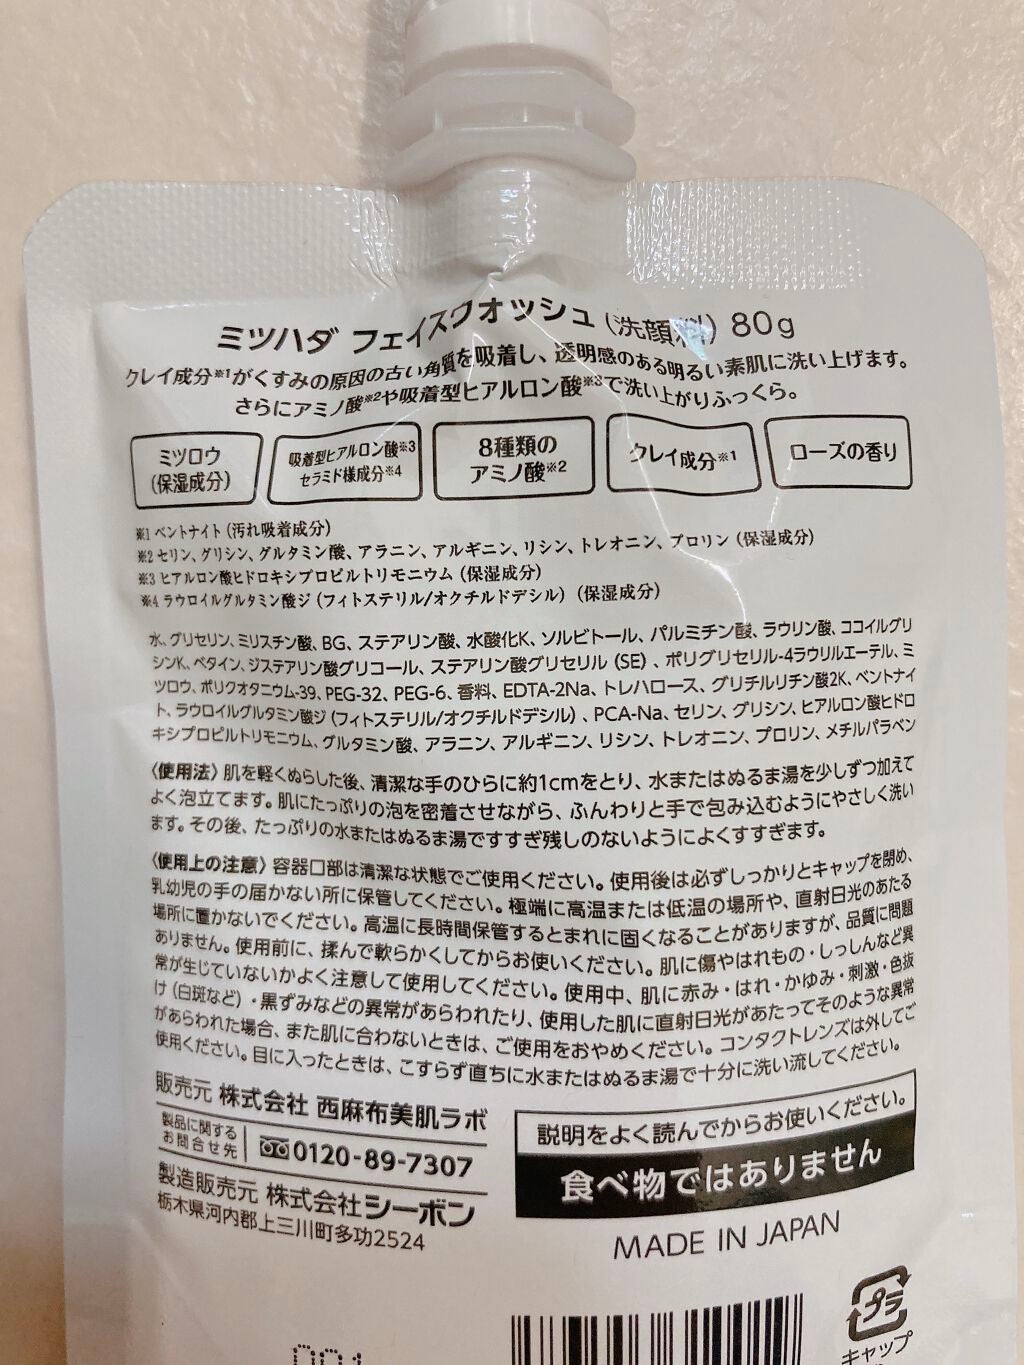 ミツハダ フェイスウォッシュ (洗顔料) 80g
クレイ成分※1がくすみの原因の古い角質を吸着し、透明感のある明るい素肌に洗い上げます。
さらにアミノ酸※2や吸着型ヒアルロン酸※3で洗い上がりふっくら。
ミツロウ
(保湿成分)
吸着型ヒアルロン酸※3
セラミド様成分※4
8種類の
アミノ酸※2
クレイ成分※1
ローズの香り
※1 ベントナイト (汚れ吸着成分)
※2 セリン、グリシン、グルタミン酸、アラニン、アルギニン、リシン、トレオニン、プロリン (保湿成分)
※3 ヒアルロン酸ヒドロキシプロピルトリモニウム (保湿成分)
※4 ラウロイルグルタミン酸ジ (フィトステリル/オクチルドデシル) (保湿成分)
水、グリセリン、ミリスチン酸、BG、ステアリン酸、水酸化K、ソルビトール、パルミチン酸、ラウリン酸、ココイルグリ
シンK、ベタイン、ジステアリン酸グリコール、ステアリン酸グリセリル (SE) 、ポリグリセリル-4ラウリルエーテル、ミ
ツロウ、ポリクオタニウム-39、PEG-32、PEG-6、香料、EDTA-2Na、トレハロース、グリチルリチン酸2K、ベントナイ
ト、ラウロイルグルタミン酸ジ (フィトステリル/オクチルドデシル) 、PCA-Na、セリン、グリシン、ヒアルロン酸ヒドロ
キシプロピルトリモニウム、グルタミン酸、アラニン、アルギニン、リシン、トレオニン、プロリン、メチルパラベン
〈使用法〉肌を軽くぬらした後、清潔な手のひらに約1cmをとり、水またはぬるま湯を少しずつ加えて
よく泡立てます。肌にたっぷりの泡を密着させながら、ふんわりと手で包み込むようにやさしく洗い
ます。その後、たっぷりの水またはぬるま湯ですすぎ残しのないようによくすすぎます。
〈使用上の注意〉容器口部は清潔な状態でご使用ください。使用後は必ずしっかりとキャップを閉め、
乳幼児の手の届かない所に保管してください。極端に高温または低温の場所や、直射日光のあたる
場所に置かないでください。高温に長時間保管するとまれに固くなることがありますが、品質に問題
ありません。使用前に、揉んで軟らかくしてからお使いください。肌に傷やはれもの・しっしんなど異
常が生じていないかよく注意して使用してください。使用中、肌に赤み・はれ・かゆみ・刺激・色抜
け (白斑など) ・黒ずみなどの異常があらわれたり、使用した肌に直射日光があたってそのような異常
があらわれた場合、また肌に合わないときは、ご使用をおやめください。コンタクトレンズは外してご
使用ください。目に入ったときは、こすらず直ちに水またはぬるま湯で十分に洗い流してください。
販売元 株式会社 西麻布美肌ラボ
製品に関する
お問合せ先
0120-89-7307
製造販売元 株式会社シーボン
栃木県河内郡上三川町多功2524
説明をよく読んでからお使いください。
食べ物ではありません
MADE IN JAPAN
プラ
キャップ